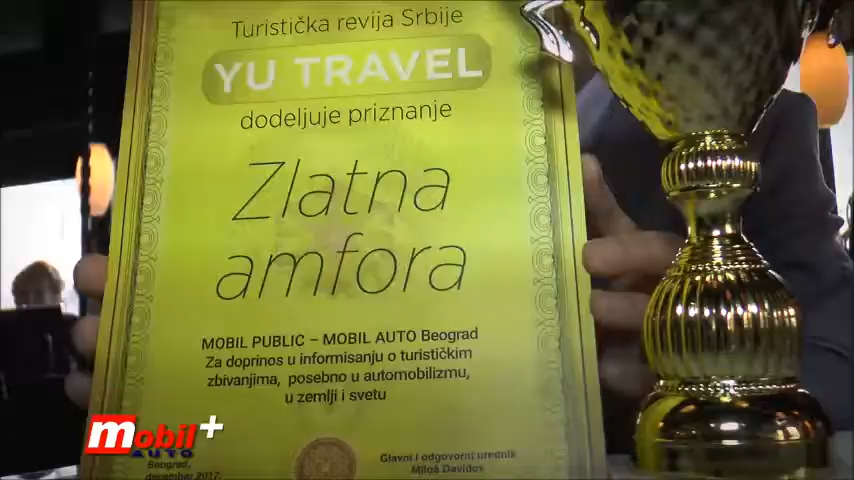 Turistička revija Srbije
YU TRAVEL
dodeljuje priznanje
Zlatna
amfora
MOBIL PUBLIC – MOBIL AUTO Beograd
Za doprinos u informisanju o turističkim
zbivanjima, posebno u automobilizmu,
u zemlji i svetu
mobil+
AUTO
Beograd,
decembar 2017.
Glavni i odgovorni urednik
Miloš Davidov